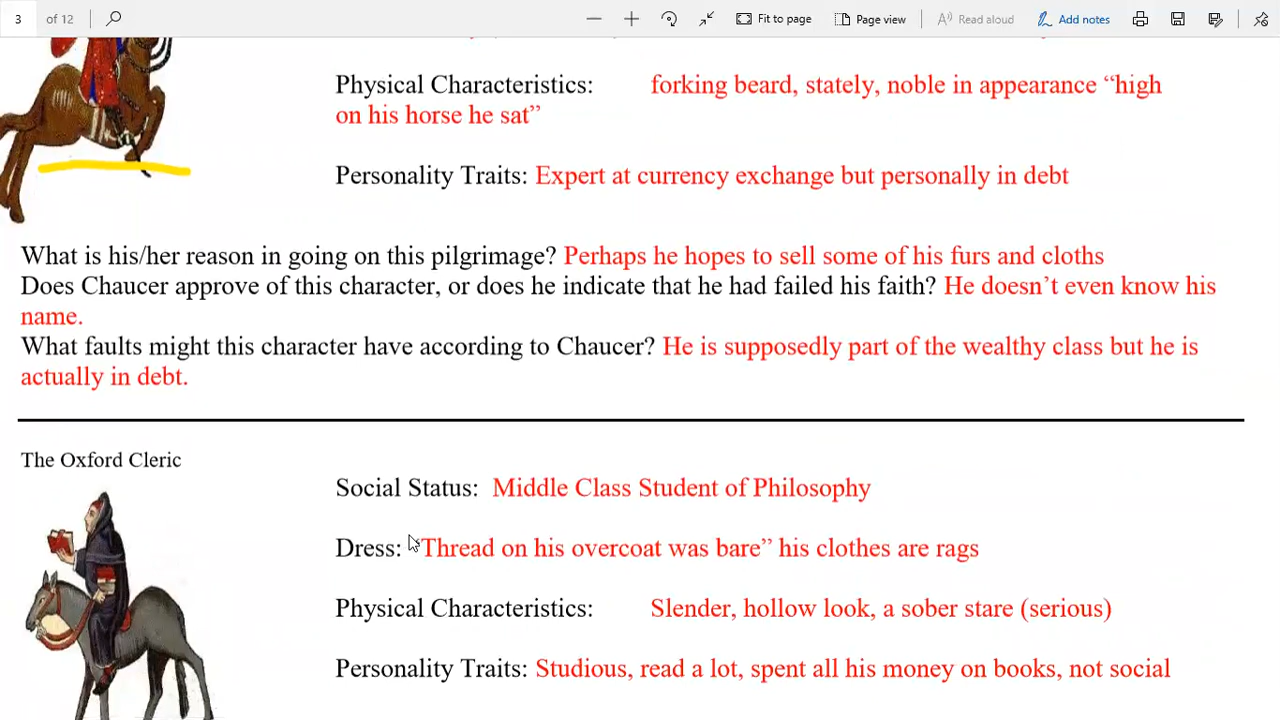 3 of 12 Fit to page Page view Read aloud Add notes
Physical Characteristics: forking beard, stately, noble in appearance “high
on his horse he sat”
Personality Traits: Expert at currency exchange but personally in debt
What is his/her reason in going on this pilgrimage? Perhaps he hopes to sell some of his furs and cloths
Does Chaucer approve of this character, or does he indicate that he had failed his faith? He doesn’t even know his
name.
What faults might this character have according to Chaucer? He is supposedly part of the wealthy class but he is
actually in debt.
The Oxford Cleric
Social Status: Middle Class Student of Philosophy
Dress: “Thread on his overcoat was bare” his clothes are rags
Physical Characteristics: Slender, hollow look, a sober stare (serious)
Personality Traits: Studious, read a lot, spent all his money on books, not social